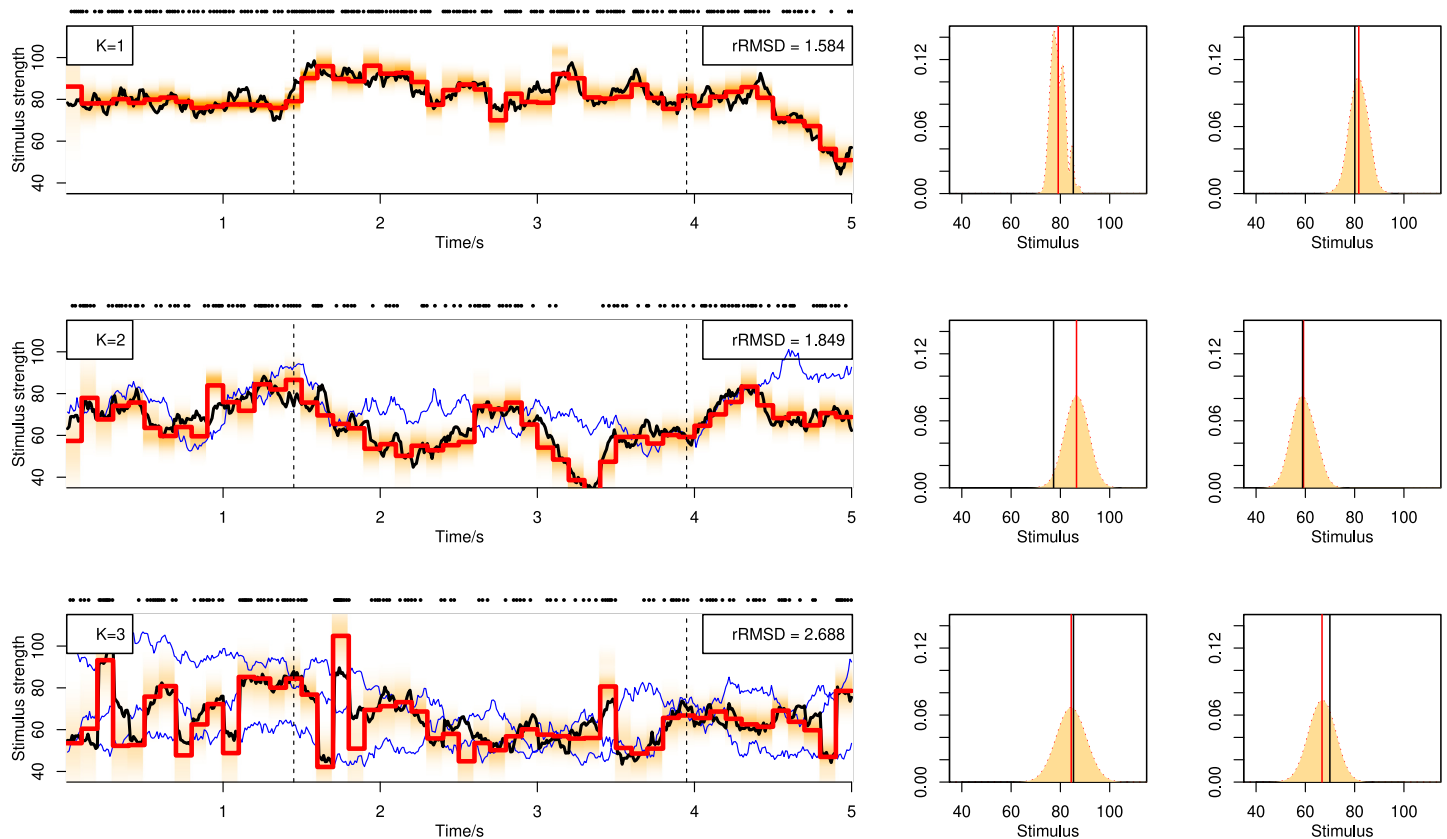 K=1
rRMSD = 1.584
Stimulus strength
40 60 80 100
1 2 3 4 5
Time/s
0.00 0.06 0.12
40 60 80 100
Stimulus
0.00 0.06 0.12
40 60 80 100
Stimulus
K=2
rRMSD = 1.849
Stimulus strength
40 60 80 100
1 2 3 4 5
Time/s
0.00 0.06 0.12
40 60 80 100
Stimulus
0.00 0.06 0.12
40 60 80 100
Stimulus
K=3
rRMSD = 2.688
Stimulus strength
40 60 80 100
1 2 3 4 5
Time/s
0.00 0.06 0.12
40 60 80 100
Stimulus
0.00 0.06 0.12
40 60 80 100
Stimulus